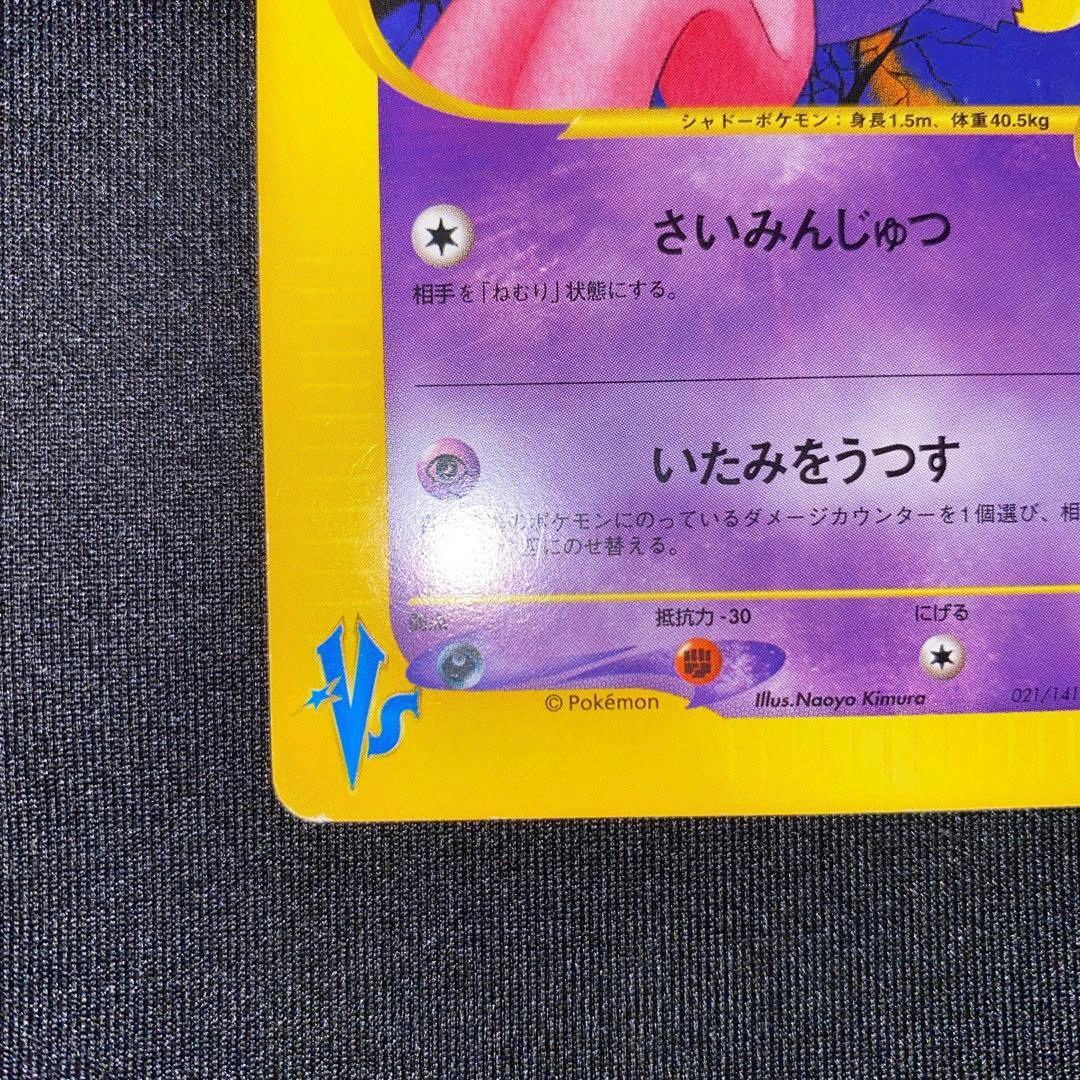 シャドーポケモン：身長1.5m、体重40.5kg
さいみんじゅつ
相手を「ねむり」状態にする。
いたみをうつす
ポケモンにのっているダメージカウンターを1個選び、相
にのせ替える。
抵抗力 -30
にげる
© Pokémon
Illus.Naoyo Kimura
021/141
VS